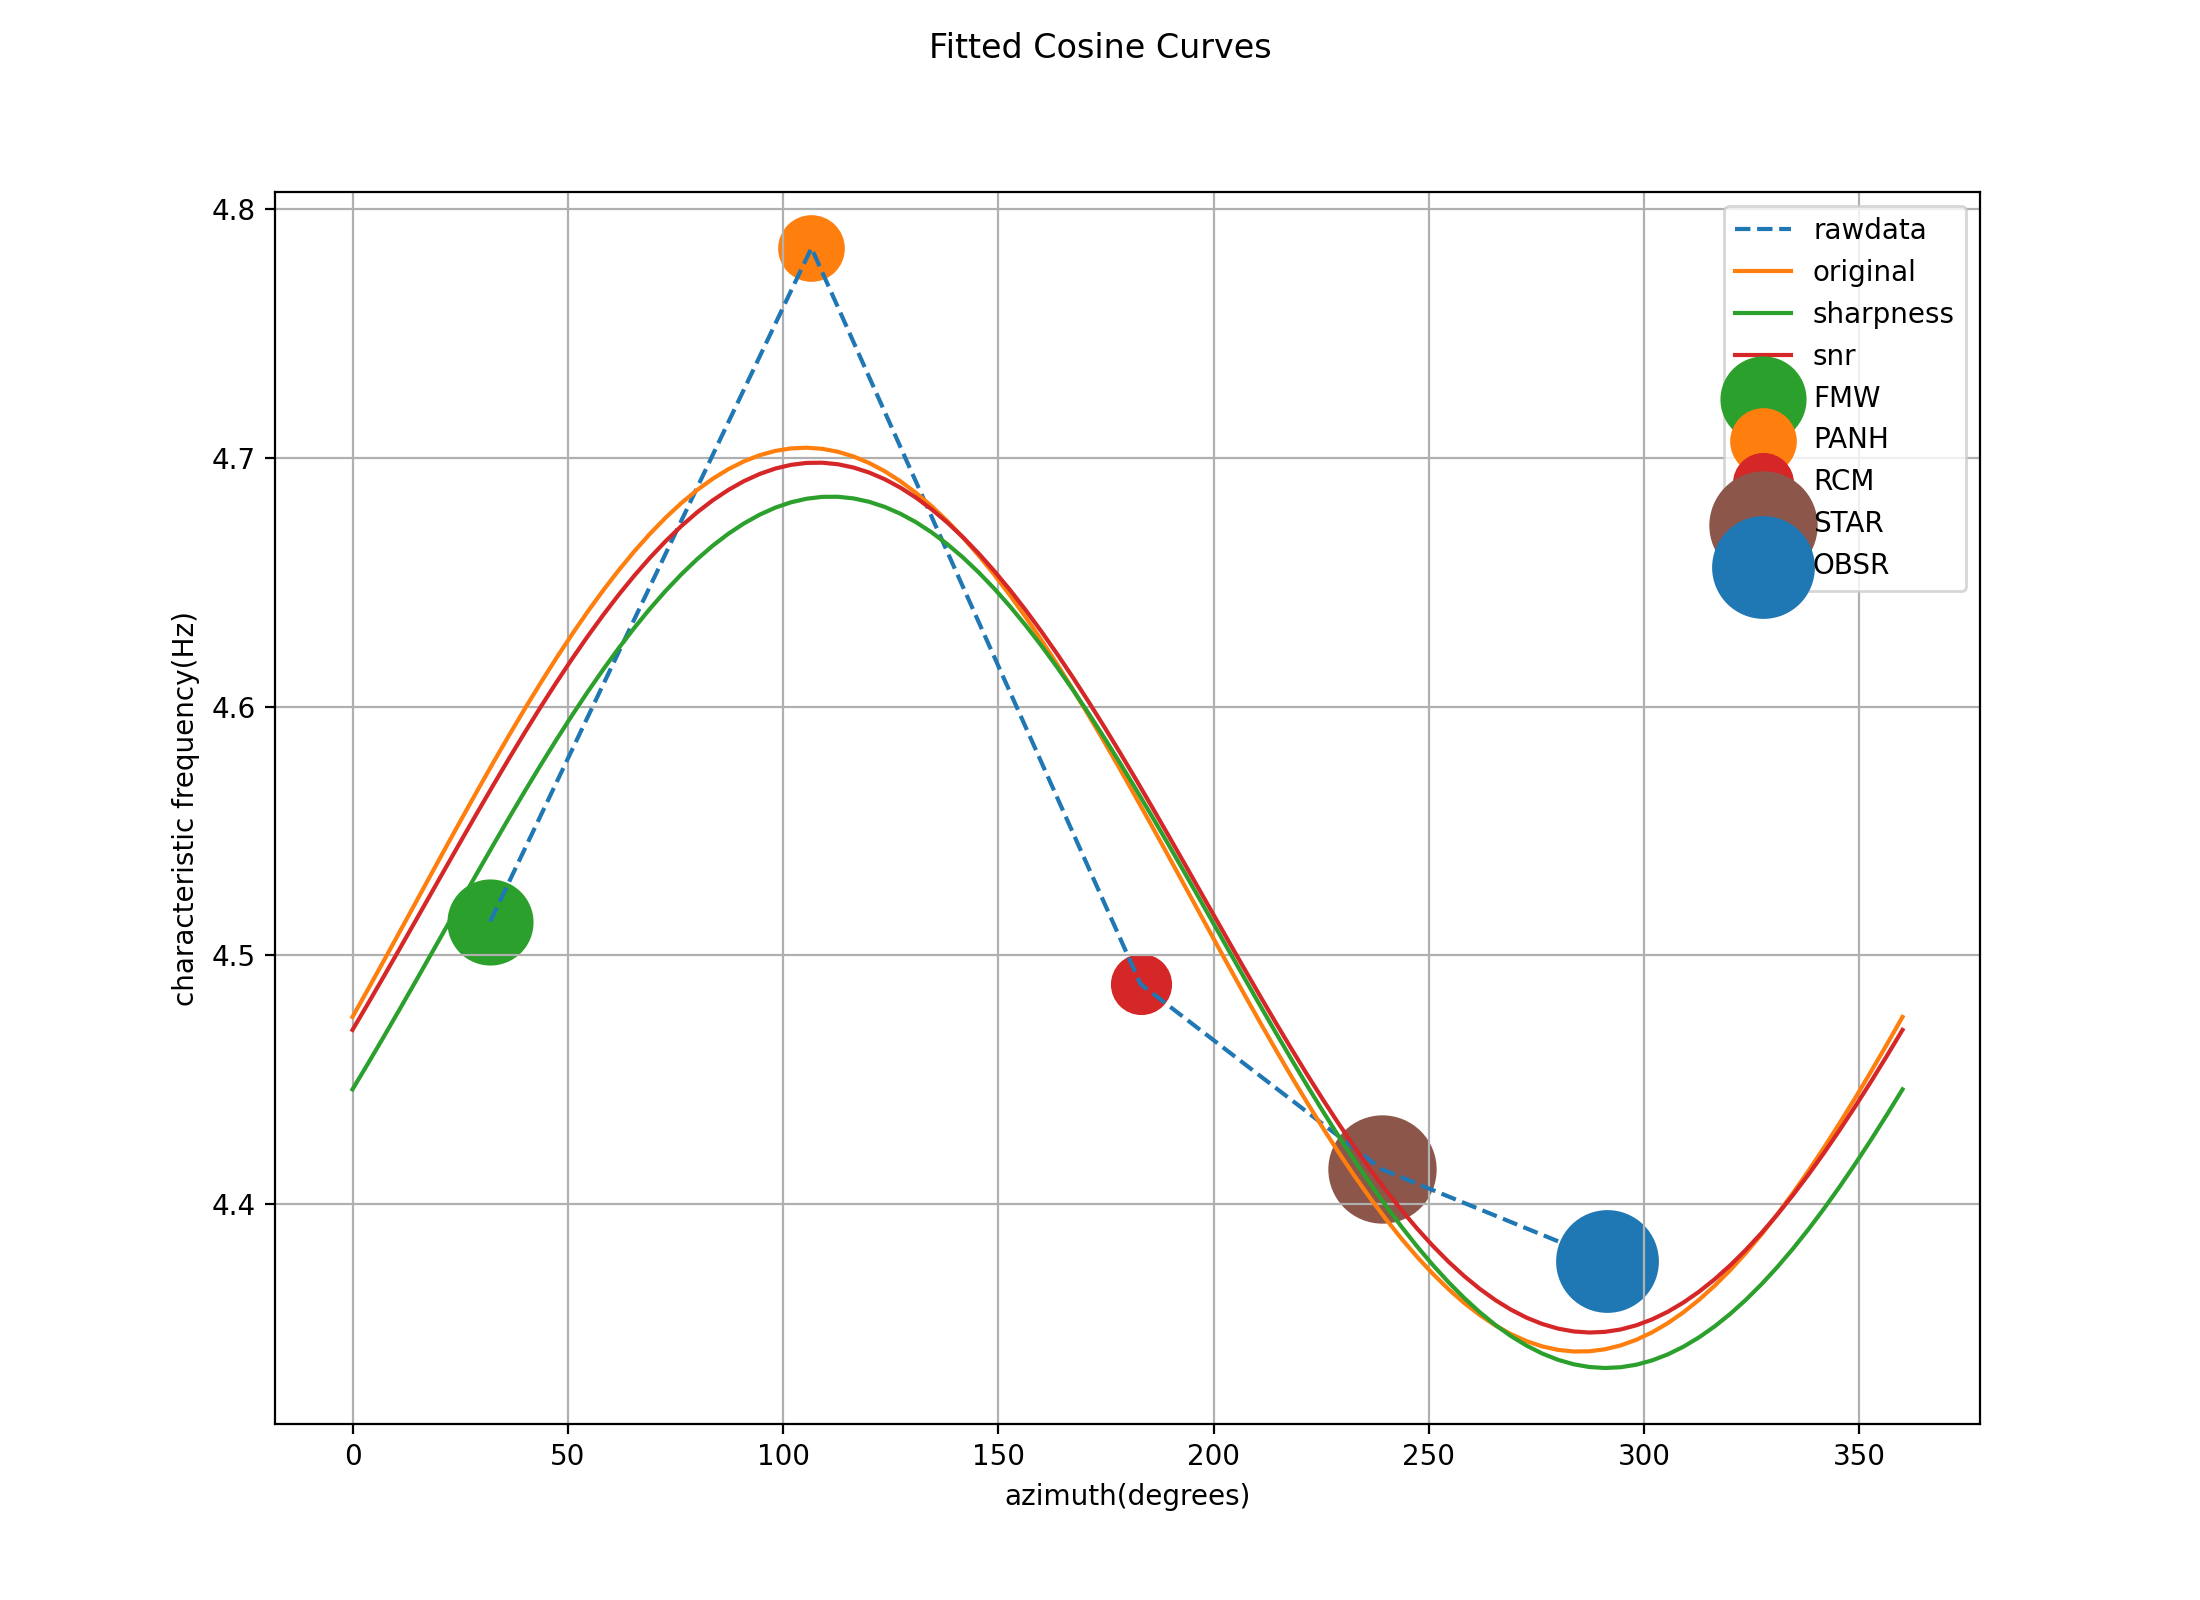 Fitted Cosine Curves
4.8
4.7
4.6
4.5
4.4
characteristic frequency(Hz)
rawdata
original
sharpness
snr
FMW
PANH
RCM
STAR
OBSR
0 50 100 150 200 250 300 350
azimuth(degrees)